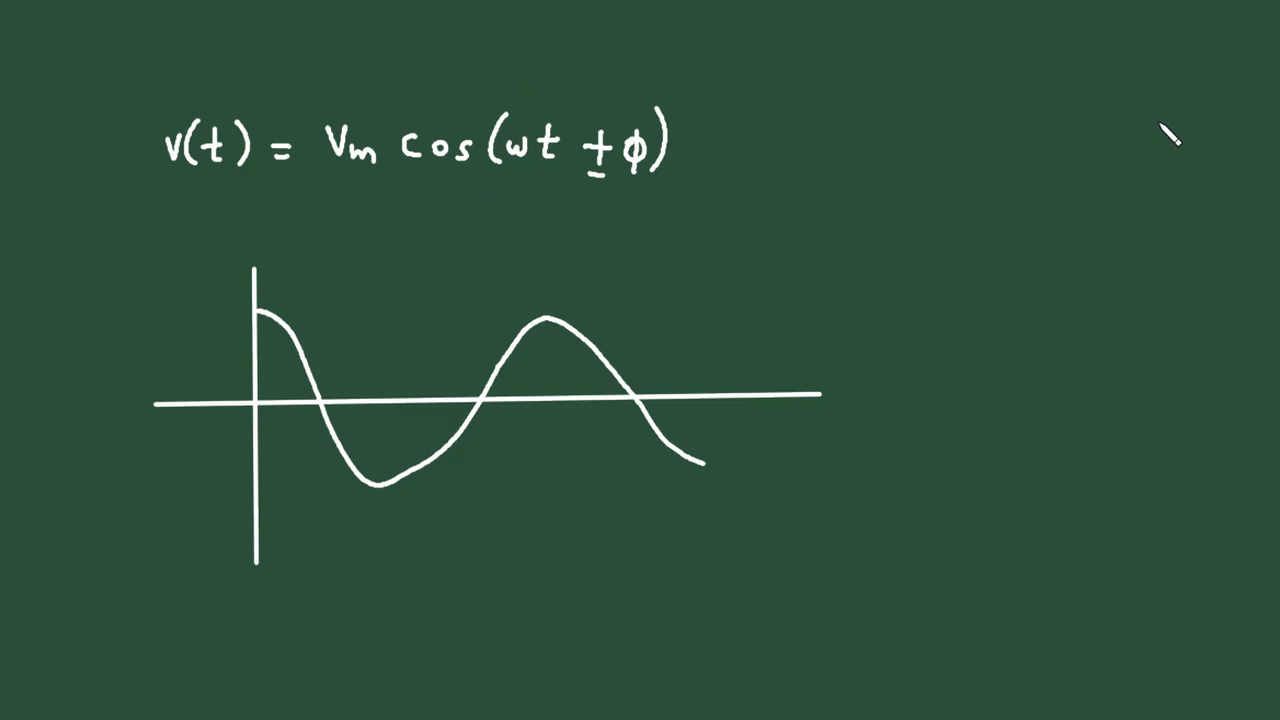 v(t) = Vm cos(ωt ± ϕ)